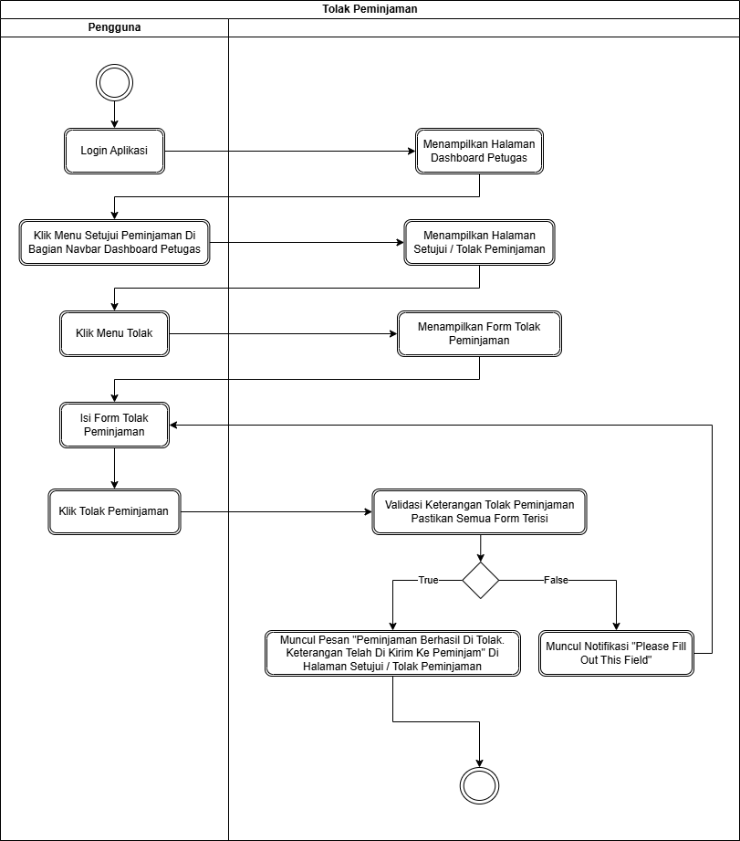 Tolak Peminjaman
Pengguna
Login Aplikasi
Menampilkan Halaman
Dashboard Petugas
Klik Menu Setujui Peminjaman Di
Bagian Navbar Dashboard Petugas
Menampilkan Halaman
Setujui / Tolak Peminjaman
Klik Menu Tolak
Menampilkan Form Tolak
Peminjaman
Isi Form Tolak
Peminjaman
Klik Tolak Peminjaman
Validasi Keterangan Tolak Peminjaman
Pastikan Semua Form Terisi
True
False
Muncul Pesan "Peminjaman Berhasil Di Tolak.
Keterangan Telah Di Kirim Ke Peminjam" Di
Halaman Setujui / Tolak Peminjaman
Muncul Notifikasi "Please Fill
Out This Field"